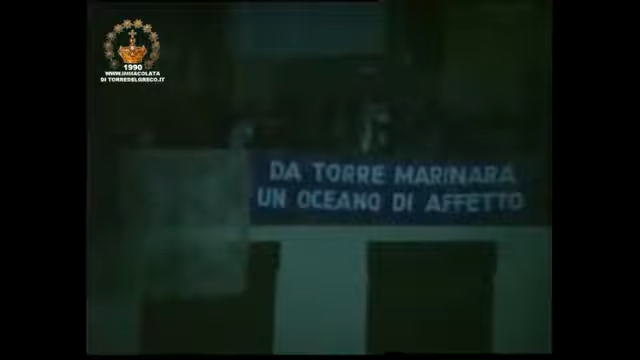 1990
WWW.IMMACOLATA
DI TORREDELGRECO.IT
DA TORRE MARINARA
UN OCEANO DI AFFETTO